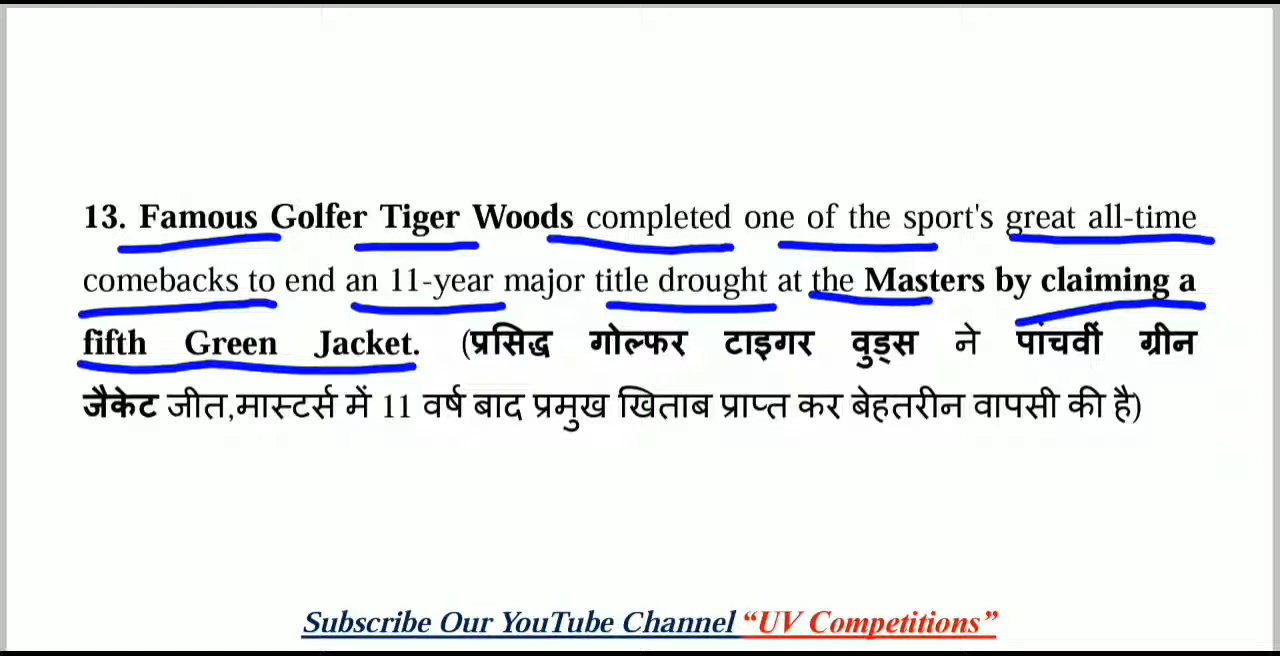 13. Famous Golfer Tiger Woods completed one of the sport's great all-time
comebacks to end an 11-year major title drought at the Masters by claiming a
fifth Green Jacket. (प्रसिद्ध गोल्फर टाइगर वुड्स ने पांचवीं ग्रीन
जैकेट जीत,मास्टर्स में 11 वर्ष बाद प्रमुख खिताब प्राप्त कर बेहतरीन वापसी की है)
Subscribe Our YouTube Channel “UV Competitions”